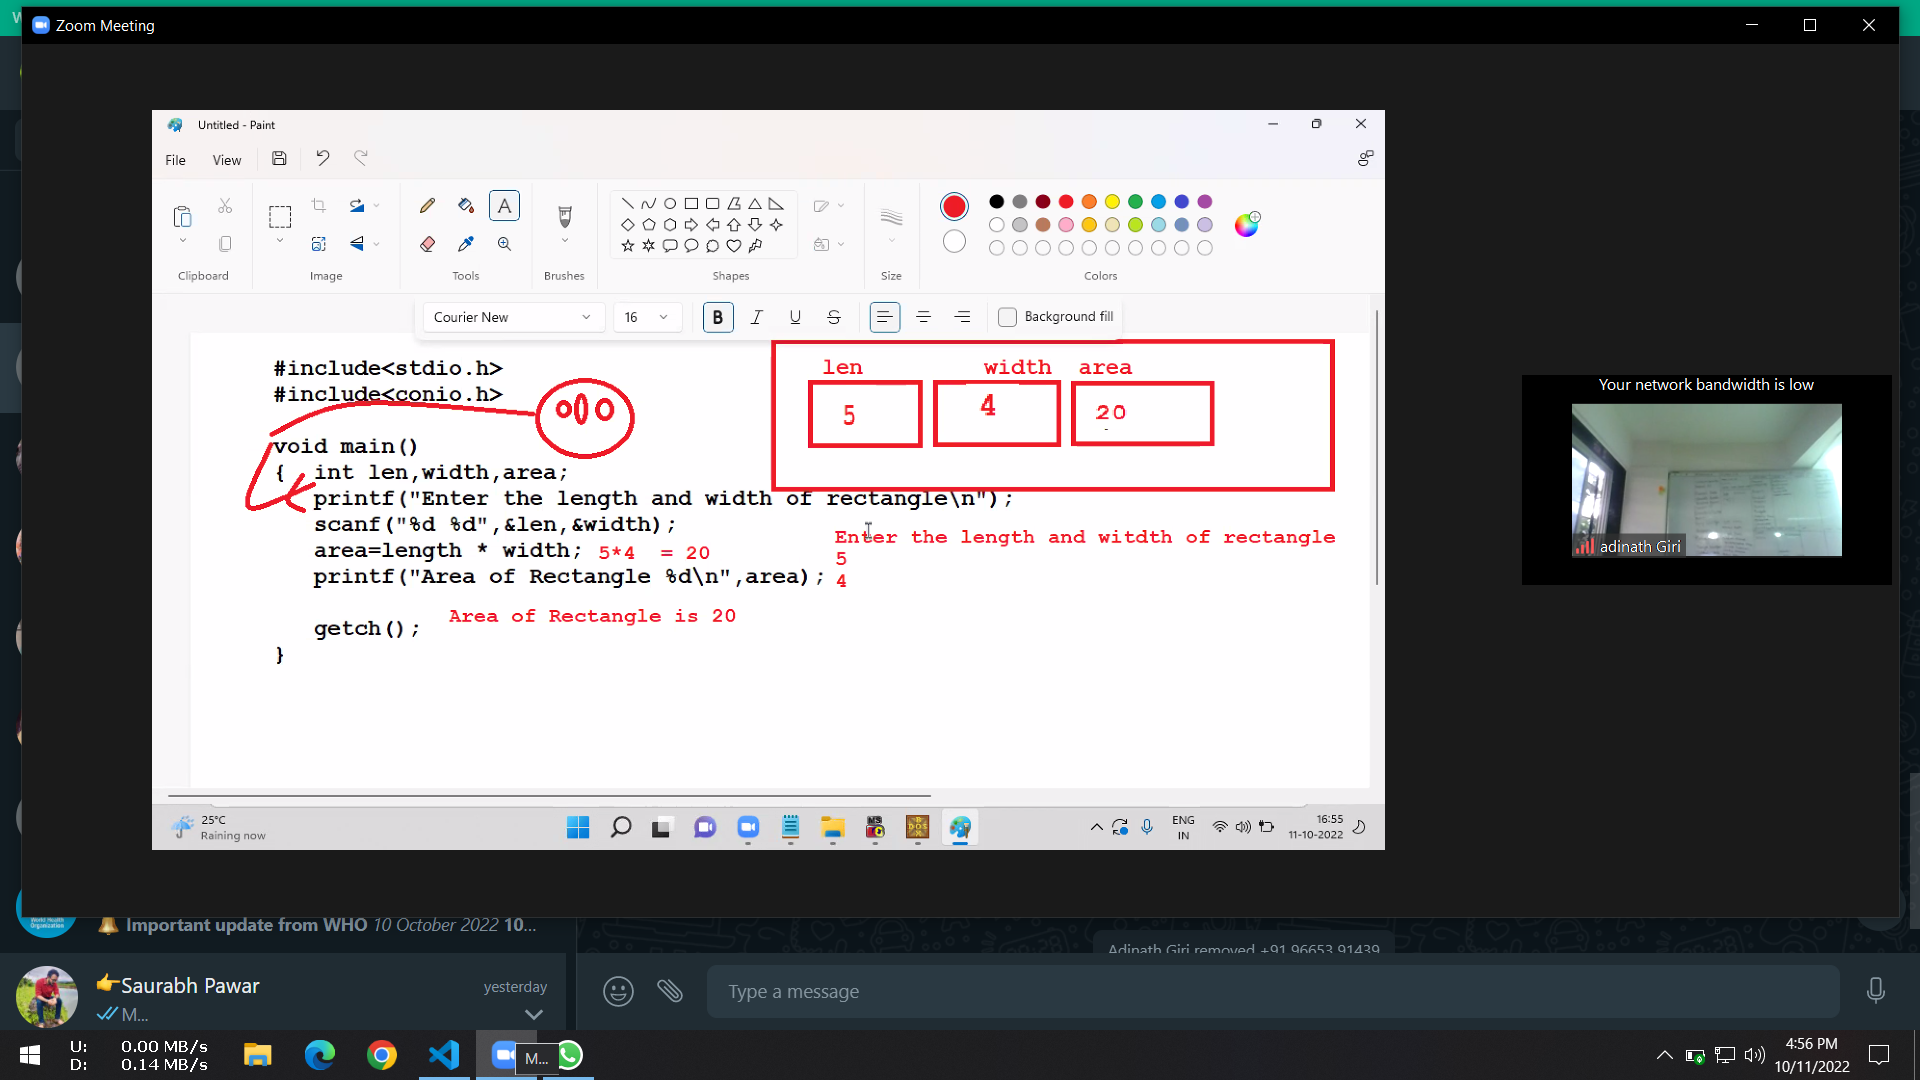 Zoom Meeting
Untitled - Paint
File View
Clipboard Image Tools Brushes Shapes Size Colors
Courier New 16 B I U S Background fill
#include<stdio.h>
#include<conio.h>
void main()
{ int len,width,area;
printf("Enter the length and width of rectangle\n");
scanf("%d %d",&len,&width);
area=length * width; 5*4 = 20
printf("Area of Rectangle %d\n",area);
Area of Rectangle is 20
getch();
}
len width area
5 4 20
Enter the length and witdth of rectangle
5
4
Your network bandwidth is low
adinath Giri
25°C
Raining now
ENG
IN
16:55
11-10-2022
Important update from WHO 10 October 2022 10...
Adinath Giri removed +91 96653 91439
Saurabh Pawar yesterday
M...
Type a message
U: 0.00 MB/s
D: 0.14 MB/s
M...
4:56 PM
10/11/2022